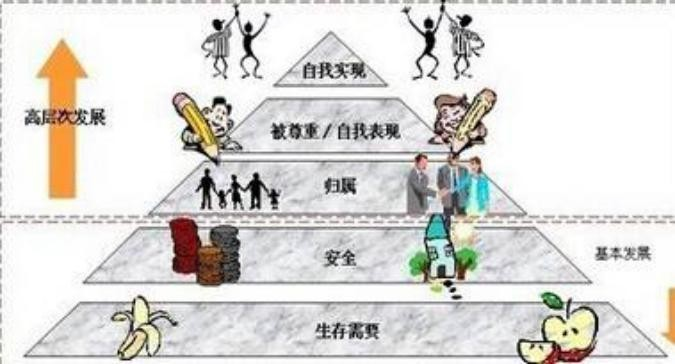 自我实现
高层次发展
被尊重/自我表现
归属
安全
基本发展
生存需要